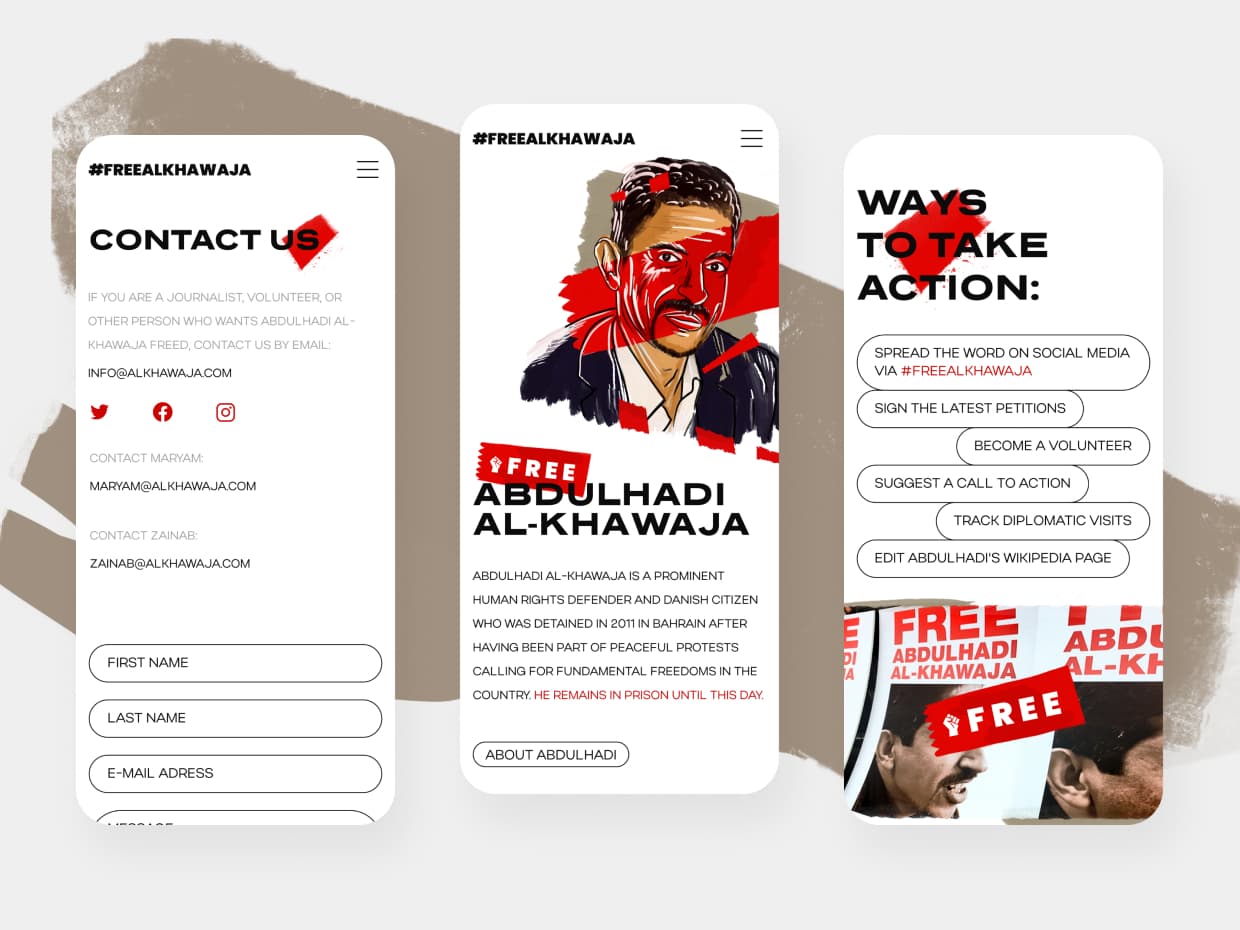 #FREEALKHAWAJA
CONTACT US
IF YOU ARE A JOURNALIST, VOLUNTEER, OR
OTHER PERSON WHO WANTS ABDULHADI AL-
KHAWAJA FREED, CONTACT US BY EMAIL:
INFO@ALKHAWAJA.COM
CONTACT MARYAM:
MARYAM@ALKHAWAJA.COM
CONTACT ZAINAB:
ZAINAB@ALKHAWAJA.COM
FIRST NAME
LAST NAME
E-MAIL ADRESS
MESSAGE
#FREEALKHAWAJA
FREE
ABDULHADI
AL-KHAWAJA
ABDULHADI AL-KHAWAJA IS A PROMINENT
HUMAN RIGHTS DEFENDER AND DANISH CITIZEN
WHO WAS DETAINED IN 2011 IN BAHRAIN AFTER
HAVING BEEN PART OF PEACEFUL PROTESTS
CALLING FOR FUNDAMENTAL FREEDOMS IN THE
COUNTRY. HE REMAINS IN PRISON UNTIL THIS DAY.
ABOUT ABDULHADI
WAYS
TO TAKE
ACTION:
SPREAD THE WORD ON SOCIAL MEDIA
VIA #FREEALKHAWAJA
SIGN THE LATEST PETITIONS
BECOME A VOLUNTEER
SUGGEST A CALL TO ACTION
TRACK DIPLOMATIC VISITS
EDIT ABDULHADI'S WIKIPEDIA PAGE
FREE
ABDULHADI
AL-KHAWAJA
ABDU
AL-KH
FREE